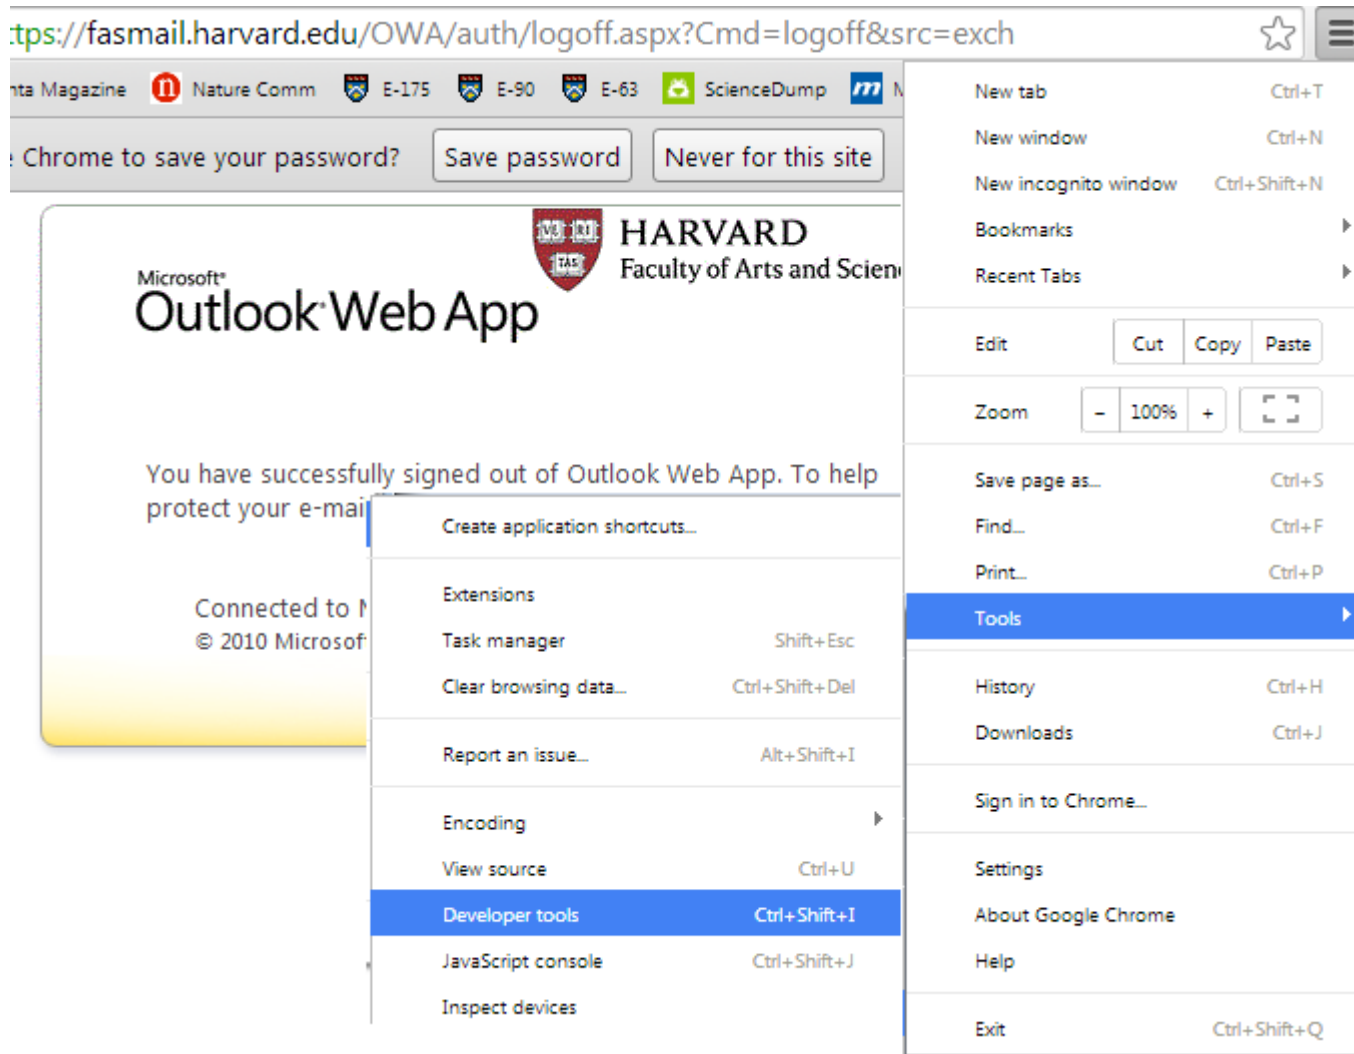 ttps://fasmail.harvard.edu/OWA/auth/logoff.aspx?Cmd=logoff&src=exch
nta Magazine n Nature Comm E-175 E-90 E-63 ScienceDump m
Chrome to save your password? Save password Never for this site
VE RI TAS
HARVARD
Faculty of Arts and Scien
Microsoft®
Outlook Web App
You have successfully signed out of Outlook Web App. To help
protect your e-mai
Connected to
© 2010 Microsof
Create application shortcuts...
Extensions
Task manager Shift+Esc
Clear browsing data... Ctrl+Shift+Del
Report an issue... Alt+Shift+I
Encoding
View source Ctrl+U
Developer tools Ctrl+Shift+I
JavaScript console Ctrl+Shift+J
Inspect devices
New tab Ctrl+T
New window Ctrl+N
New incognito window Ctrl+Shift+N
Bookmarks
Recent Tabs
Edit Cut Copy Paste
Zoom - 100% +
Save page as... Ctrl+S
Find... Ctrl+F
Print... Ctrl+P
Tools
History Ctrl+H
Downloads Ctrl+J
Sign in to Chrome...
Settings
About Google Chrome
Help
Exit Ctrl+Shift+Q